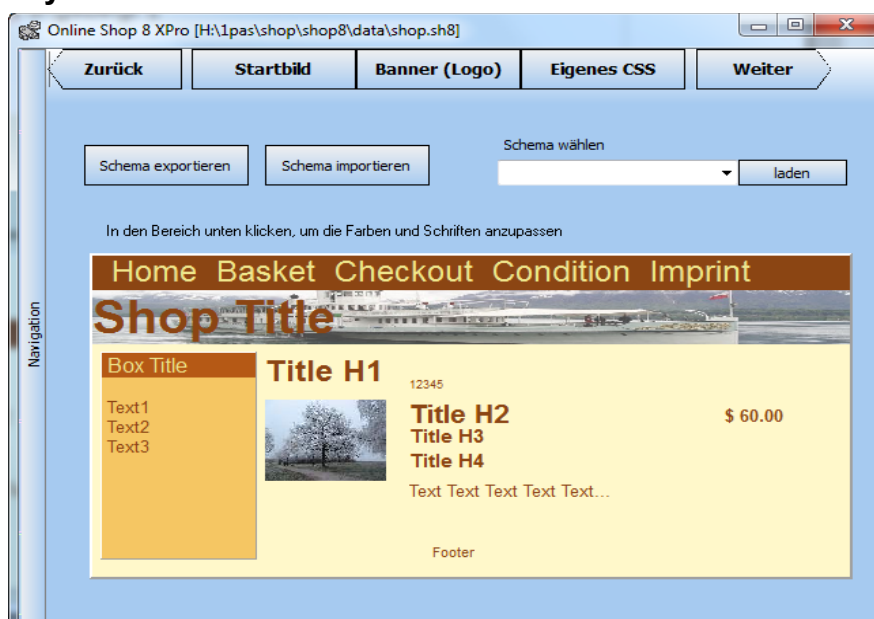 Online Shop 8 XPro [H:\1pas\shop\shop8\data\shop.sh8]
Zurück Startbild Banner (Logo) Eigenes CSS Weiter
Schema exportieren Schema importieren
Schema wählen
laden
In den Bereich unten klicken, um die Farben und Schriften anzupassen
Navigation
Home Basket Checkout Condition Imprint
Shop Title
Box Title
Text1
Text2
Text3
Title H1
12345
Title H2
$ 60.00
Title H3
Title H4
Text Text Text Text Text...
Footer